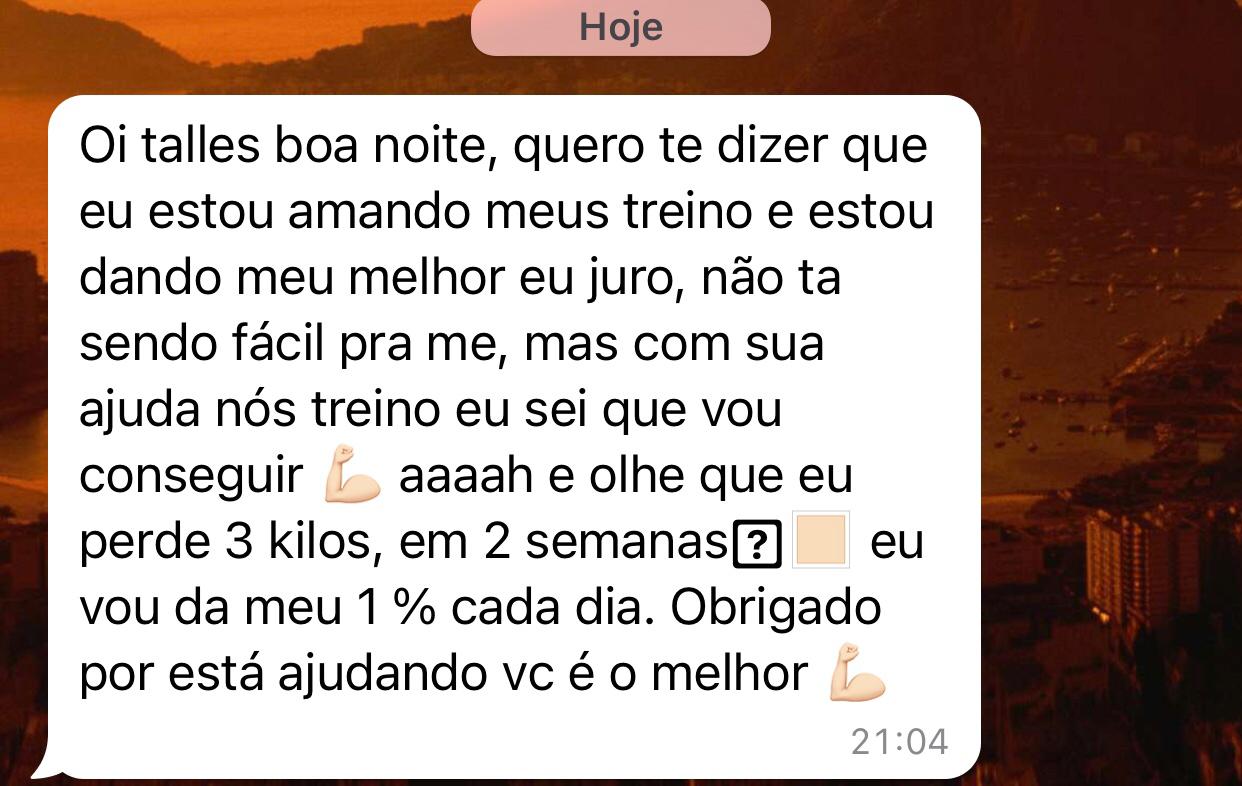 Hoje
Oi talles boa noite, quero te dizer que
eu estou amando meus treino e estou
dando meu melhor eu juro, não ta
sendo fácil pra me, mas com sua
ajuda nós treino eu sei que vou
conseguir 💪🏻 aaaah e olhe que eu
perde 3 kilos, em 2 semanas⍰🏼 eu
vou da meu 1 % cada dia. Obrigado
por está ajudando vc é o melhor 💪🏻
21:04